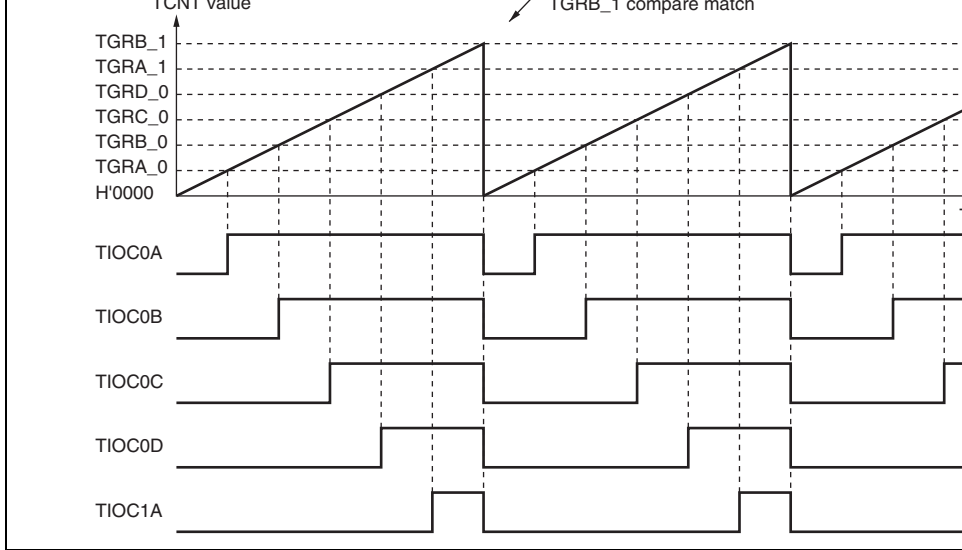 TCNT value
TGRB_1 compare match
TGRB_1
TGRA_1
TGRD_0
TGRC_0
TGRB_0
TGRA_0
H'0000
TIOC0A
TIOC0B
TIOC0C
TIOC0D
TIOC1A